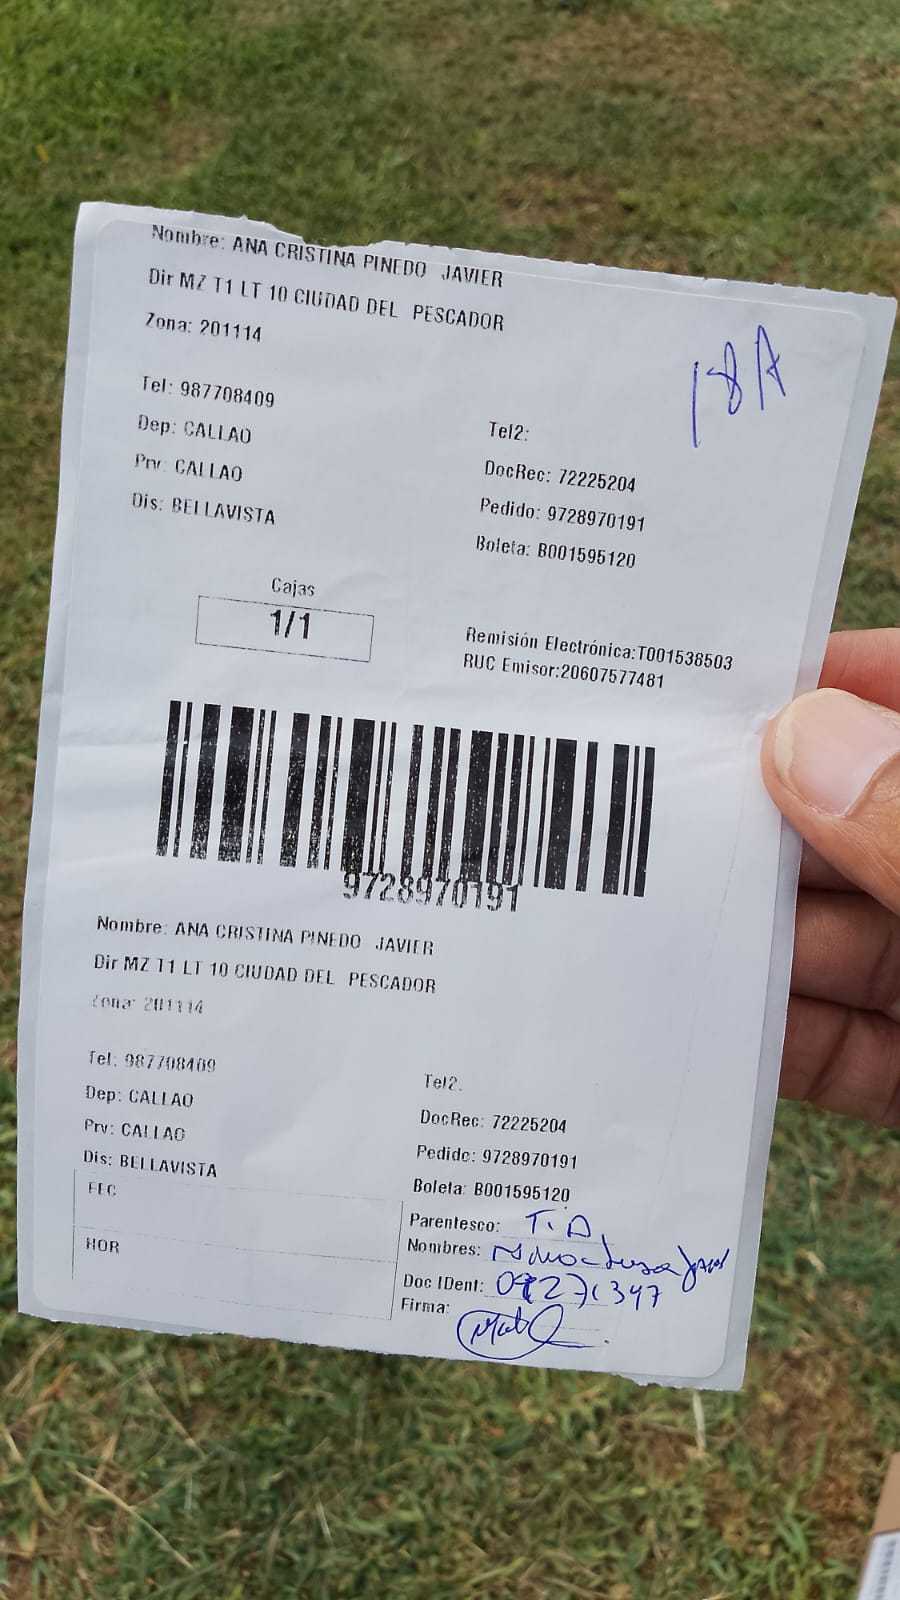 Nombre: ANA CRISTINA PINEDO JAVIER
Dir MZ T1 LT 10 CIUDAD DEL PESCADOR
Zona: 201114
18A
Tel: 987708409
Tel2:
Dep: CALLAO
DocRec: 72225204
Prv: CALLAO
Pedido: 9728970191
Dis: BELLAVISTA
Boleta: B001595120
Cajas
1/1
Remisión Electrónica:T001538503
RUC Emisor:20607577481
9728970191
Nombre: ANA CRISTINA PINEDO JAVIER
Dir MZ T1 LT 10 CIUDAD DEL PESCADOR
Zona: 201114
Tel: 987708409
Tel2:
Dep: CALLAO
DocRec: 72225204
Prv: CALLAO
Pedido: 9728970191
Dis: BELLAVISTA
Boleta: B001595120
FEC
Parentesco: T.A,
HOR
Nombres:
Doc IDent: 09271347
Firma: